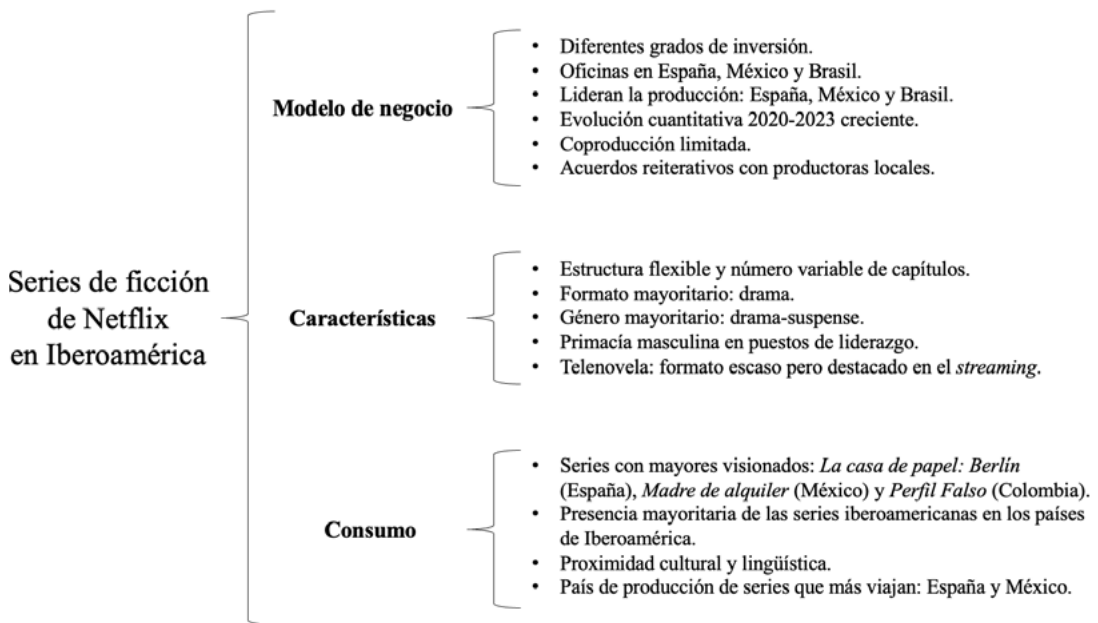 Series de ficción
de Netflix
en Iberoamérica
Modelo de negocio
• Diferentes grados de inversión.
• Oficinas en España, México y Brasil.
• Lideran la producción: España, México y Brasil.
• Evolución cuantitativa 2020-2023 creciente.
• Coproducción limitada.
• Acuerdos reiterativos con productoras locales.
Características
• Estructura flexible y número variable de capítulos.
• Formato mayoritario: drama.
• Género mayoritario: drama-suspense.
• Primacía masculina en puestos de liderazgo.
• Telenovela: formato escaso pero destacado en el streaming.
Consumo
• Series con mayores visionados: La casa de papel: Berlín
(España), Madre de alquiler (México) y Perfil Falso (Colombia).
• Presencia mayoritaria de las series iberoamericanas en los países
de Iberoamérica.
• Proximidad cultural y lingüística.
• País de producción de series que más viajan: España y México.